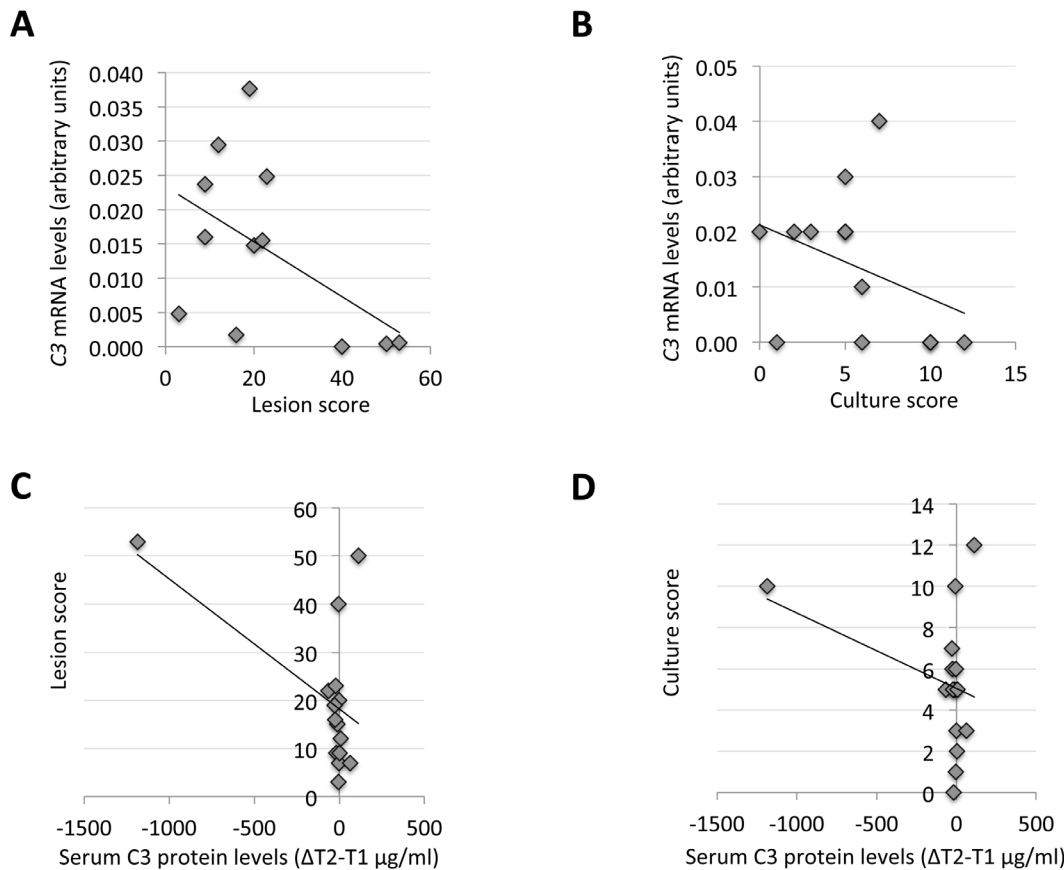 A
C3 mRNA levels (arbitrary units)
0.040
0.035
0.030
0.025
0.020
0.015
0.010
0.005
0.000
0 20 40 60
Lesion score
B
C3 mRNA levels (arbitrary units)
0.05
0.04
0.03
0.02
0.01
0.00
0 5 10 15
Culture score
C
Lesion score
60
50
40
30
20
10
0
-1500 -1000 -500 0 500
Serum C3 protein levels (ΔT2-T1 µg/ml)
D
Culture score
14
12
10
8
6
4
2
0
-1500 -1000 -500 0 500
Serum C3 protein levels (ΔT2-T1 µg/ml)